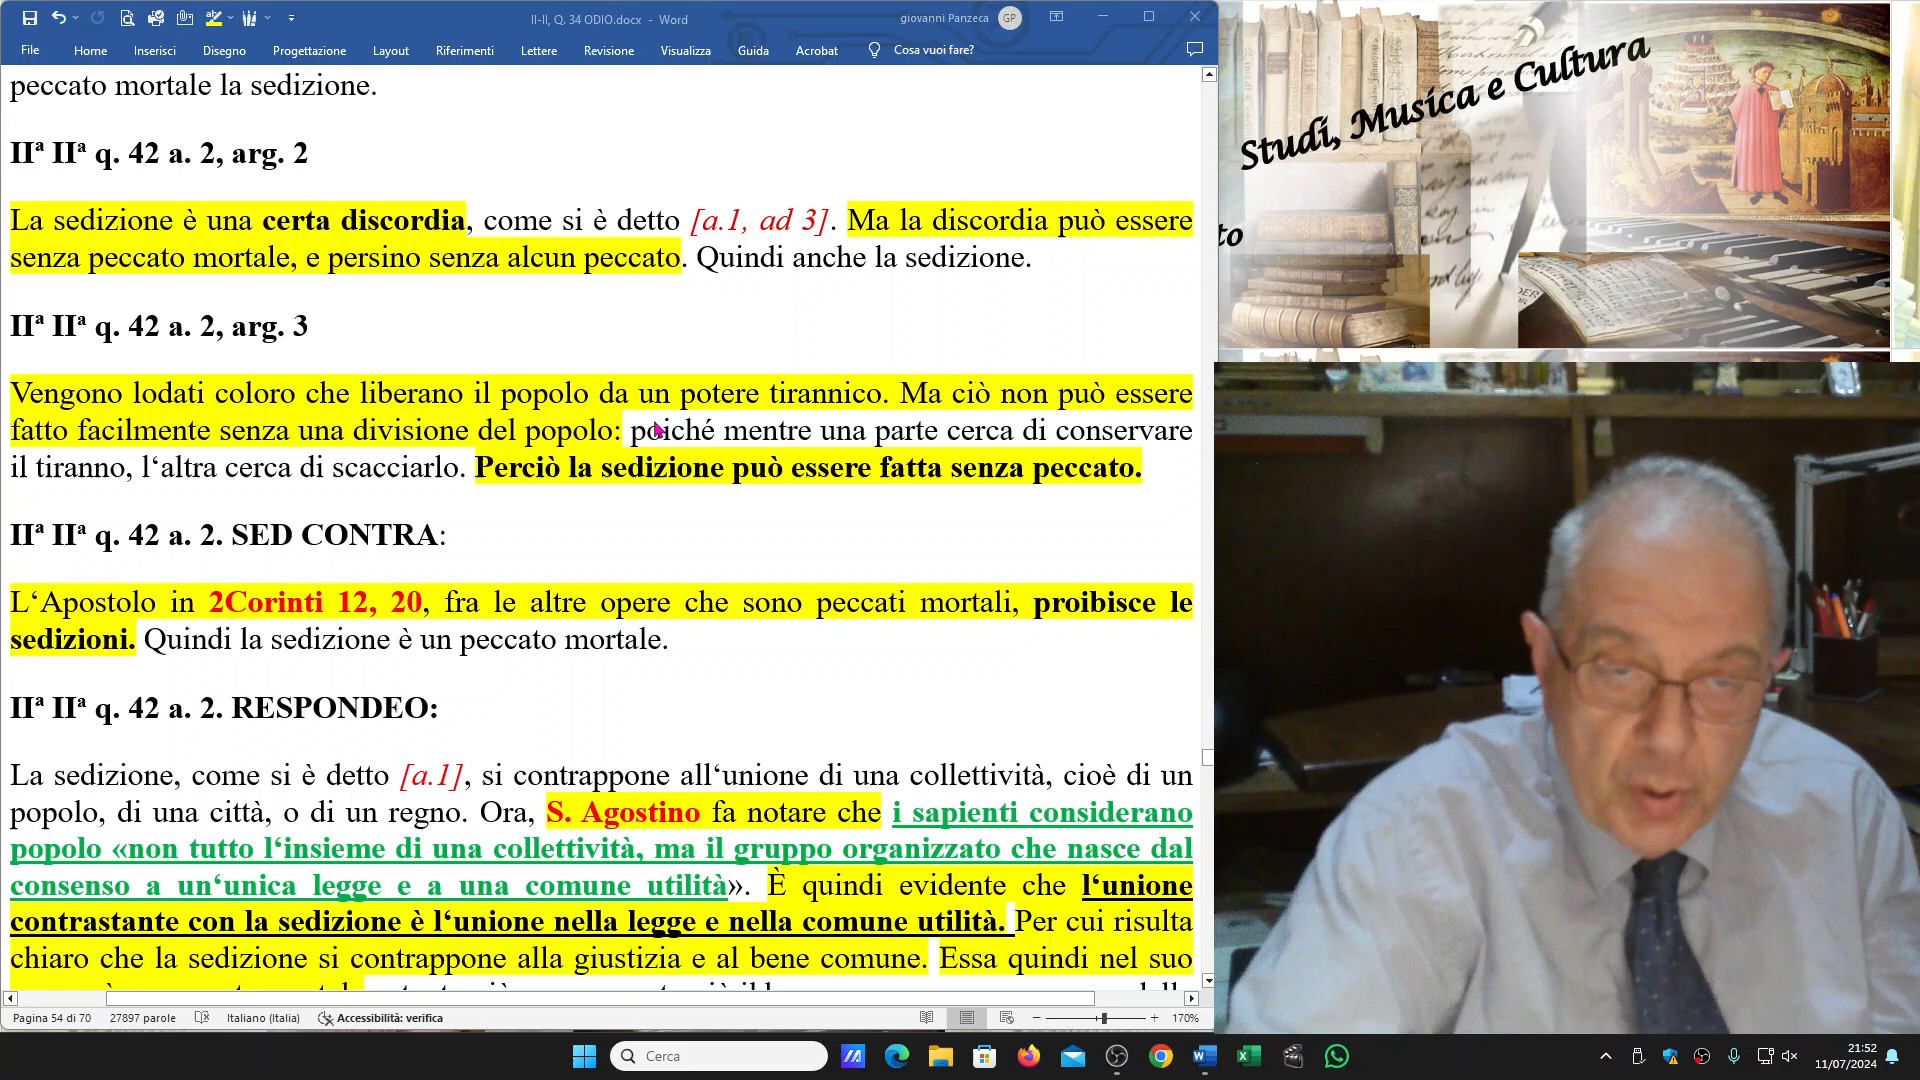 II-II, Q. 34 ODIO.docx - Word
giovanni Panzeca
GP
File Home Inserisci Disegno Progettazione Layout Riferimenti Lettere Revisione Visualizza Guida Acrobat Cosa vuoi fare?
peccato mortale la sedizione.
IIª IIª q. 42 a. 2, arg. 2
La sedizione è una certa discordia, come si è detto [a.1, ad 3]. Ma la discordia può essere
senza peccato mortale, e persino senza alcun peccato. Quindi anche la sedizione.
IIª IIª q. 42 a. 2, arg. 3
Vengono lodati coloro che liberano il popolo da un potere tirannico. Ma ciò non può essere
fatto facilmente senza una divisione del popolo: poiché mentre una parte cerca di conservare
il tiranno, l‘altra cerca di scacciarlo. Perciò la sedizione può essere fatta senza peccato.
IIª IIª q. 42 a. 2. SED CONTRA:
L‘Apostolo in 2Corinti 12, 20, fra le altre opere che sono peccati mortali, proibisce le
sedizioni. Quindi la sedizione è un peccato mortale.
IIª IIª q. 42 a. 2. RESPONDEO:
La sedizione, come si è detto [a.1], si contrappone all‘unione di una collettività, cioè di un
popolo, di una città, o di un regno. Ora, S. Agostino fa notare che i sapienti considerano
popolo «non tutto l‘insieme di una collettività, ma il gruppo organizzato che nasce dal
consenso a un‘unica legge e a una comune utilità». È quindi evidente che l‘unione
contrastante con la sedizione è l‘unione nella legge e nella comune utilità. Per cui risulta
chiaro che la sedizione si contrappone alla giustizia e al bene comune. Essa quindi nel suo
Pagina 54 di 70 27897 parole Italiano (Italia) Accessibilità: verifica 170%
Studi, Musica e Cultura
to
Cerca
21:52
11/07/2024